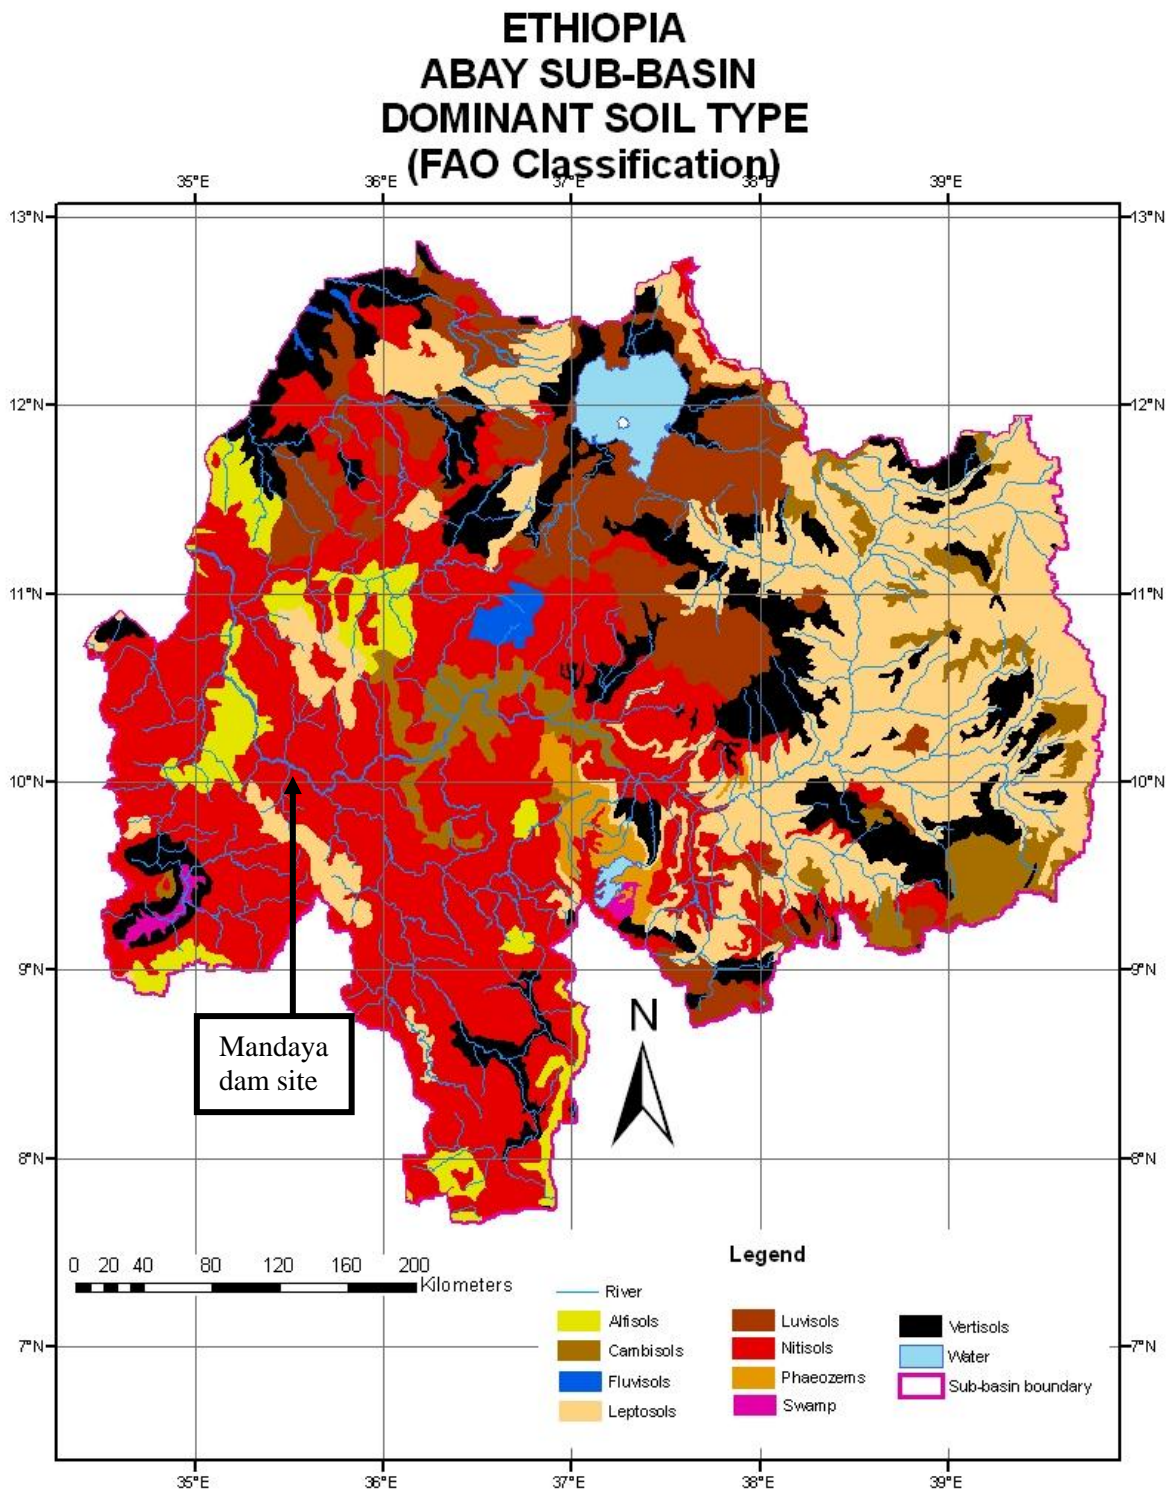 ETHIOPIA
ABAY SUB-BASIN
DOMINANT SOIL TYPE
(FAO Classification)
35°E 36°E 37°E 38°E 39°E
13°N 13°N
12°N 12°N
11°N 11°N
10°N 10°N
9°N 9°N
Mandaya
dam site
N
8°N 8°N
0 20 40 80 120 160 200
Kilometers
Legend
River
Alfisols
Cambisols
Fluvisols
Leptosols
Luvisols
Nitisols
Phaeozems
Swamp
Vertisols
Water
Sub-basin boundary
7°N 7°N
35°E 36°E 37°E 38°E 39°E